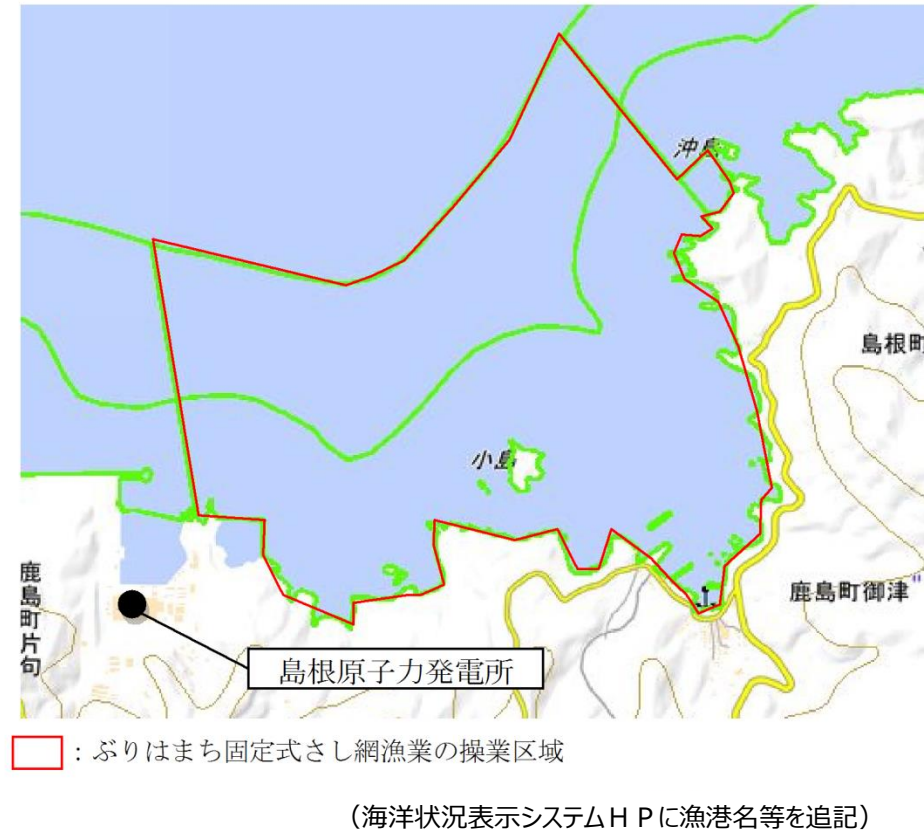 沖島
島根町
小島
鹿島町片句
鹿島町御津"
島根原子力発電所
：ぶりはまち固定式さし網漁業の操業区域
（海洋状況表示システムＨＰに漁港名等を追記）